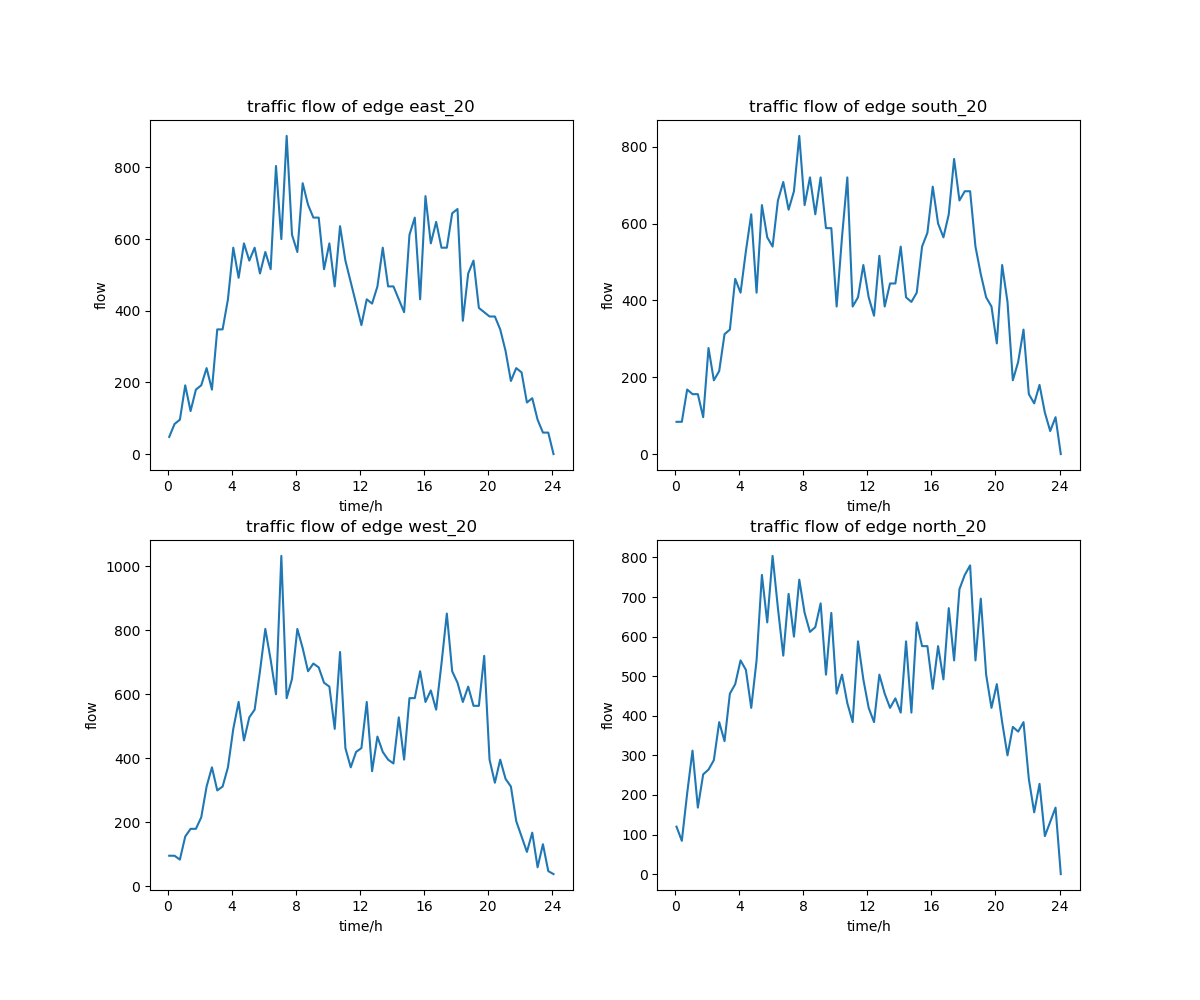 traffic flow of edge east_20
800
600
400
200
0
flow
0 4 8 12 16 20 24
time/h
traffic flow of edge south_20
800
600
400
200
0
flow
0 4 8 12 16 20 24
time/h
traffic flow of edge west_20
1000
800
600
400
200
0
flow
0 4 8 12 16 20 24
time/h
traffic flow of edge north_20
800
700
600
500
400
300
200
100
0
flow
0 4 8 12 16 20 24
time/h